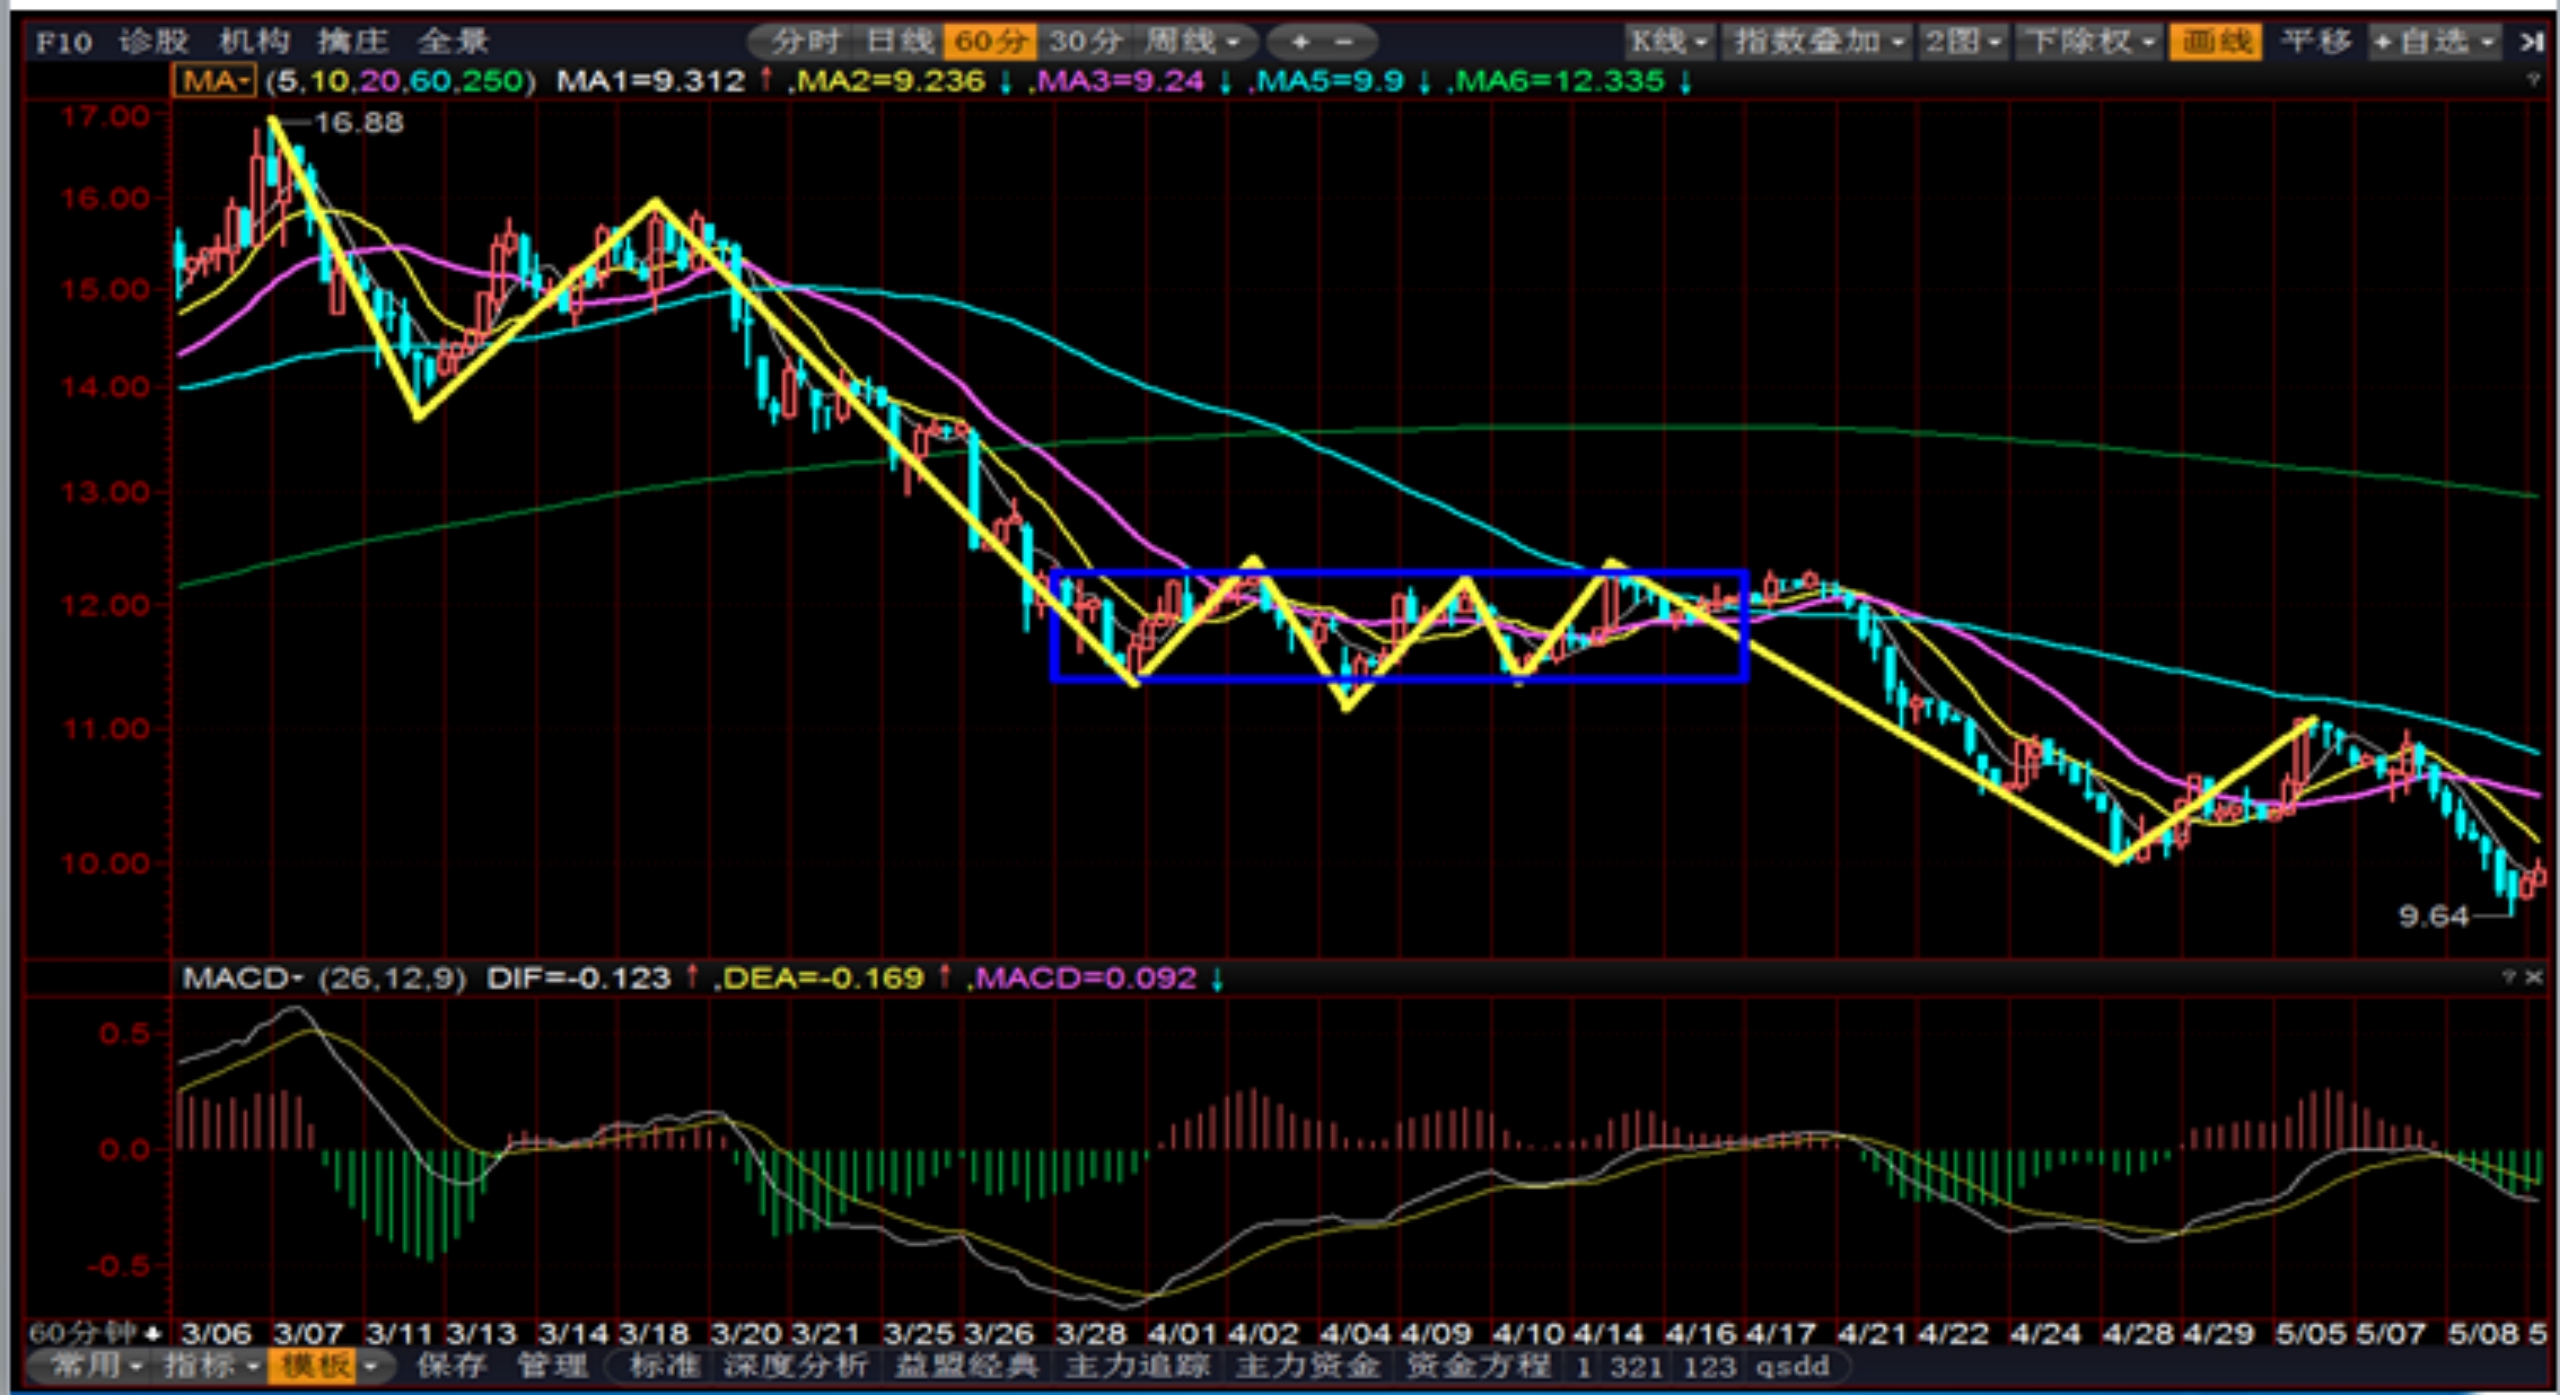 F10 诊股 机构 擒庄 全景 分时 日线 60分 30分 周线 + - K线 指数叠加 2图 下除权 画线 平移 +自选
MA (5,10,20,60,250) MA1=9.312 ↑ ,MA2=9.236 ↓ ,MA3=9.24 ↓ ,MA5=9.9 ↓ ,MA6=12.335 ↓ ?
17.00
16.88
16.00
15.00
14.00
13.00
12.00
11.00
10.00
9.64
MACD (26,12,9) DIF=-0.123 ↑ ,DEA=-0.169 ↑ ,MACD=0.092 ↓ ? ×
0.5
0.0
-0.5
60分钟 3/06 3/07 3/11 3/13 3/14 3/18 3/20 3/21 3/25 3/26 3/28 4/01 4/02 4/04 4/09 4/10 4/14 4/16 4/17 4/21 4/22 4/24 4/28 4/29 5/05 5/07 5/08 5
常用 指标 模板 保存 管理 标准 深度分析 益盟经典 主力追踪 主力资金 资金方程 1 321 123 qsdd